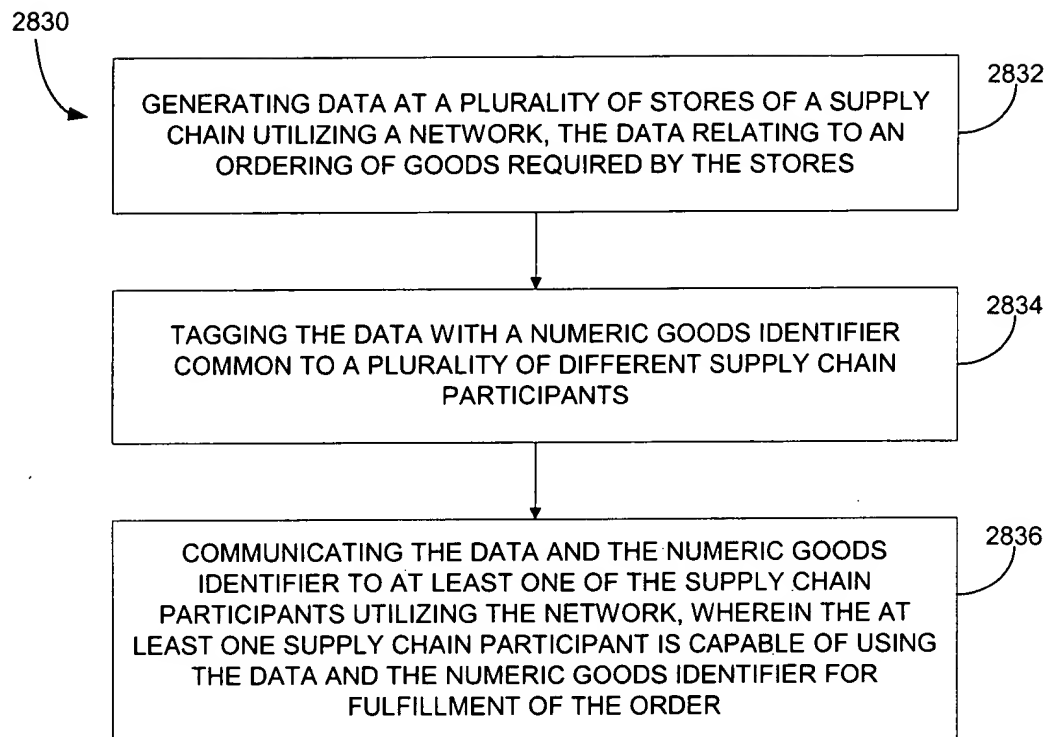 2830
2832
GENERATING DATA AT A PLURALITY OF STORES OF A SUPPLY
CHAIN UTILIZING A NETWORK, THE DATA RELATING TO AN
ORDERING OF GOODS REQUIRED BY THE STORES
2834
TAGGING THE DATA WITH A NUMERIC GOODS IDENTIFIER
COMMON TO A PLURALITY OF DIFFERENT SUPPLY CHAIN
PARTICIPANTS
2836
COMMUNICATING THE DATA AND THE NUMERIC GOODS
IDENTIFIER TO AT LEAST ONE OF THE SUPPLY CHAIN
PARTICIPANTS UTILIZING THE NETWORK, WHEREIN THE AT
LEAST ONE SUPPLY CHAIN PARTICIPANT IS CAPABLE OF USING
THE DATA AND THE NUMERIC GOODS IDENTIFIER FOR
FULFILLMENT OF THE ORDER